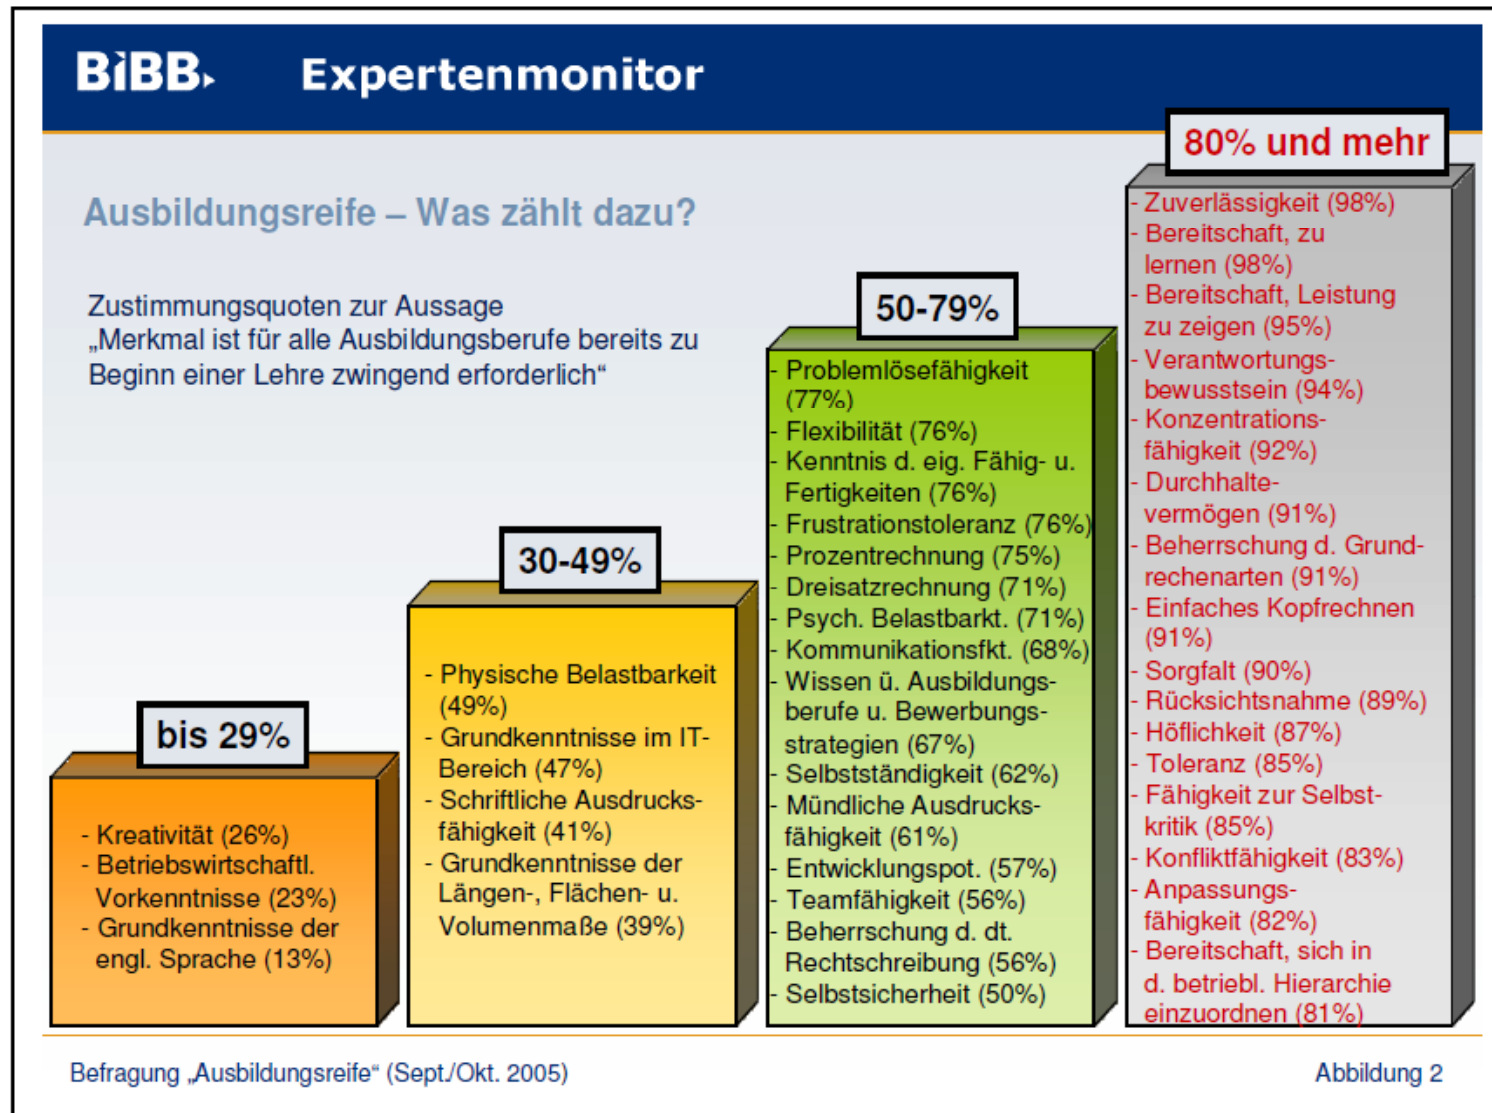 BiBB
Expertenmonitor
Ausbildungsreife – Was zählt dazu?
Zustimmungsquoten zur Aussage
„Merkmal ist für alle Ausbildungsberufe bereits zu
Beginn einer Lehre zwingend erforderlich“
bis 29%
- Kreativität (26%)
- Betriebswirtschaftl.
Vorkenntnisse (23%)
- Grundkenntnisse der
engl. Sprache (13%)
30-49%
- Physische Belastbarkeit
(49%)
- Grundkenntnisse im IT-
Bereich (47%)
- Schriftliche Ausdrucks-
fähigkeit (41%)
- Grundkenntnisse der
Längen-, Flächen- u.
Volumenmaße (39%)
50-79%
- Problemlösefähigkeit
(77%)
- Flexibilität (76%)
- Kenntnis d. eig. Fähig- u.
Fertigkeiten (76%)
- Frustrationstoleranz (76%)
- Prozentrechnung (75%)
- Dreisatzrechnung (71%)
- Psych. Belastbarkt. (71%)
- Kommunikationsfkt. (68%)
- Wissen ü. Ausbildungs-
berufe u. Bewerbungs-
strategien (67%)
- Selbstständigkeit (62%)
- Mündliche Ausdrucks-
fähigkeit (61%)
- Entwicklungspot. (57%)
- Teamfähigkeit (56%)
- Beherrschung d. dt.
Rechtschreibung (56%)
- Selbstsicherheit (50%)
80% und mehr
- Zuverlässigkeit (98%)
- Bereitschaft, zu
lernen (98%)
- Bereitschaft, Leistung
zu zeigen (95%)
- Verantwortungs-
bewusstsein (94%)
- Konzentrations-
fähigkeit (92%)
- Durchhalte-
vermögen (91%)
- Beherrschung d. Grund-
rechenarten (91%)
- Einfaches Kopfrechnen
(91%)
- Sorgfalt (90%)
- Rücksichtsnahme (89%)
- Höflichkeit (87%)
- Toleranz (85%)
- Fähigkeit zur Selbst-
kritik (85%)
- Konfliktfähigkeit (83%)
- Anpassungs-
fähigkeit (82%)
- Bereitschaft, sich in
d. betriebl. Hierarchie
einzuordnen (81%)
Befragung „Ausbildungsreife“ (Sept./Okt. 2005)
Abbildung 2